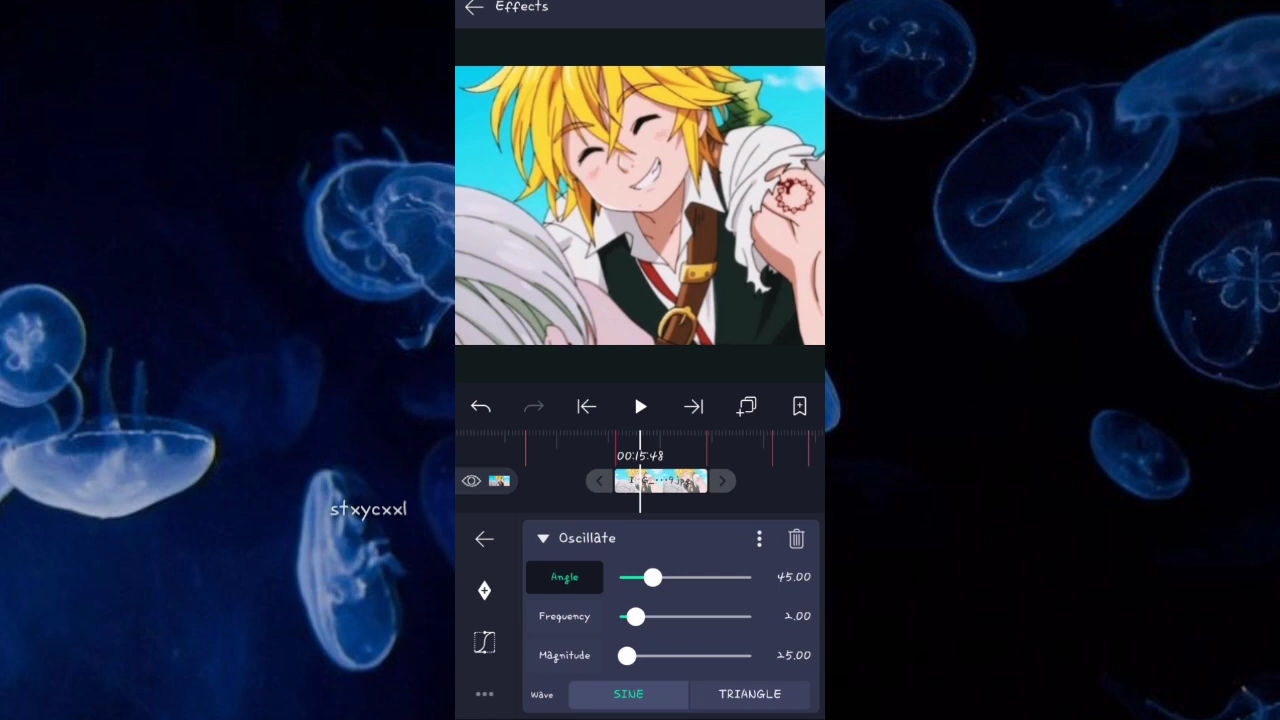 Effects
00:15:48
stxycxxl
Oscillate
Angle
45.00
Frequency
2.00
Magnitude
25.00
Wave
SINE
TRIANGLE